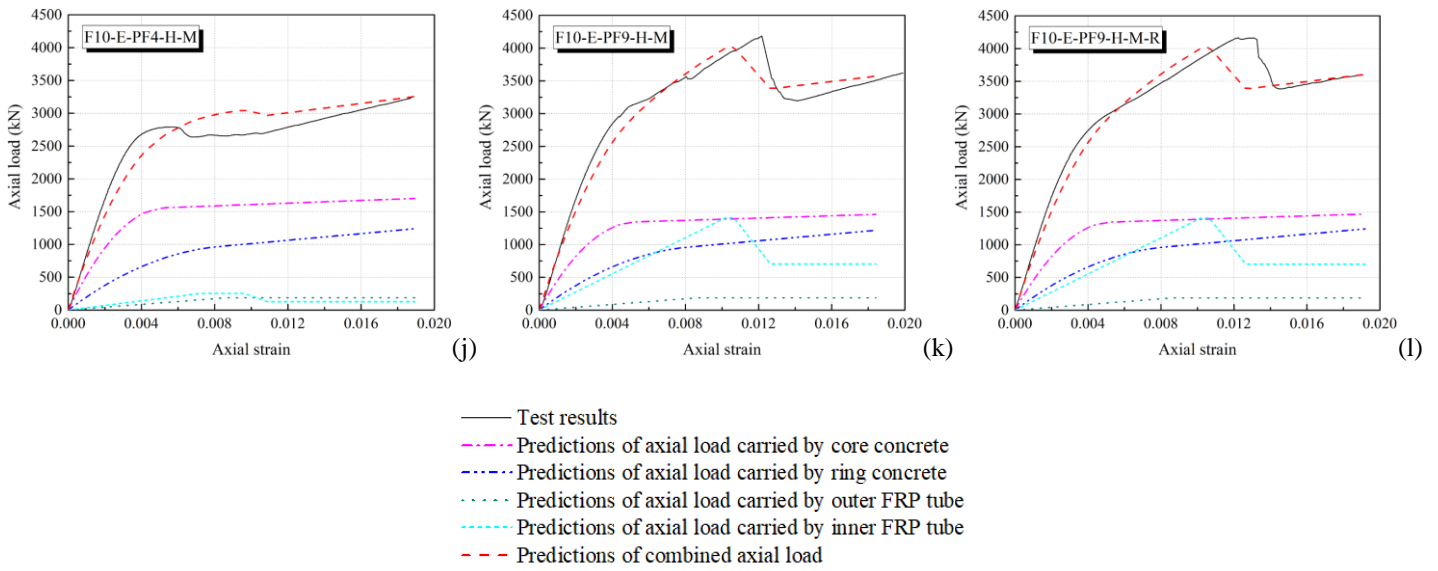 F10-E-PF4-H-M
4500
4000
3500
3000
2500
2000
1500
1000
500
0
Axial load (kN)
0.000 0.004 0.008 0.012 0.016 0.020
Axial strain
(j)
F10-E-PF9-H-M
4500
4000
3500
3000
2500
2000
1500
1000
500
0
Axial load (kN)
0.000 0.004 0.008 0.012 0.016 0.020
Axial strain
(k)
F10-E-PF9-H-M-R
4500
4000
3500
3000
2500
2000
1500
1000
500
0
Axial load (kN)
0.000 0.004 0.008 0.012 0.016 0.020
Axial strain
(l)
Test results
Predictions of axial load carried by core concrete
Predictions of axial load carried by ring concrete
Predictions of axial load carried by outer FRP tube
Predictions of axial load carried by inner FRP tube
Predictions of combined axial load